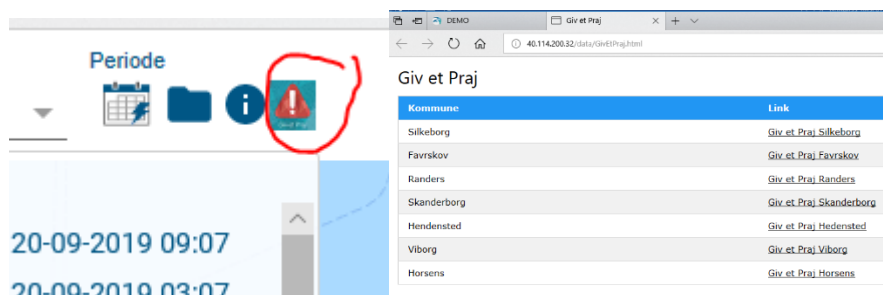 Periode
20-09-2019 09:07
20-09-2019 03:07
DEMO
Giv et Praj
40.114.200.32/data/GivEtPraj.html
Giv et Praj
Kommune Link
Silkeborg Giv et Praj Silkeborg
Favrskov Giv et Praj Favrskov
Randers Giv et Praj Randers
Skanderborg Giv et Praj Skanderborg
Hendensted Giv et Praj Hedensted
Viborg Giv et Praj Viborg
Horsens Giv et Praj Horsens